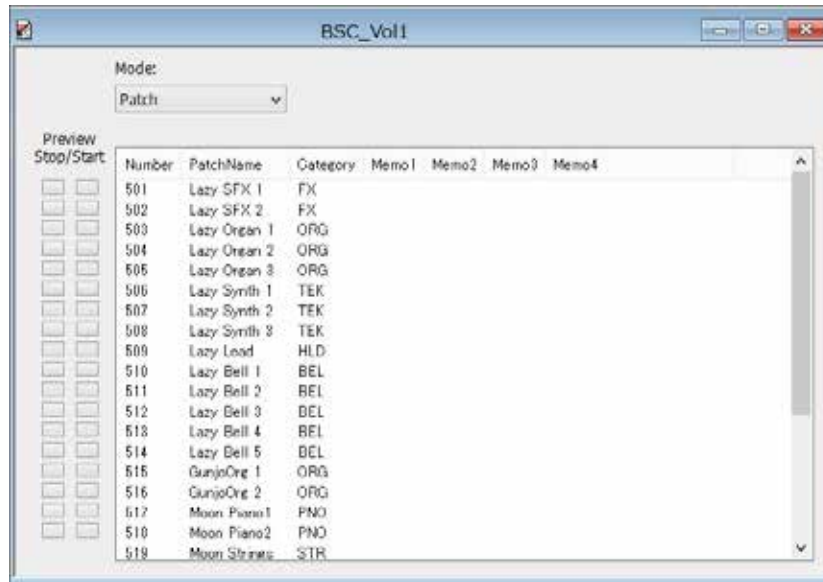 BSC_Vol1
Mode:
Patch
Preview
Stop/Start
Number PatchName Category Memo1 Memo2 Memo3 Memo4
501 Lazy SFX 1 FX
502 Lazy SFX 2 FX
503 Lazy Organ 1 ORG
504 Lazy Organ 2 ORG
505 Lazy Organ 3 ORG
506 Lazy Synth 1 TEK
507 Lazy Synth 2 TEK
508 Lazy Synth 3 TEK
509 Lazy Lead HLD
510 Lazy Bell 1 BEL
511 Lazy Bell 2 BEL
512 Lazy Bell 3 BEL
513 Lazy Bell 4 BEL
514 Lazy Bell 5 BEL
515 GunjoOrg 1 ORG
516 GunjoOrg 2 ORG
517 Moon Piano1 PNO
518 Moon Piano2 PNO
519 Moon Strings STR